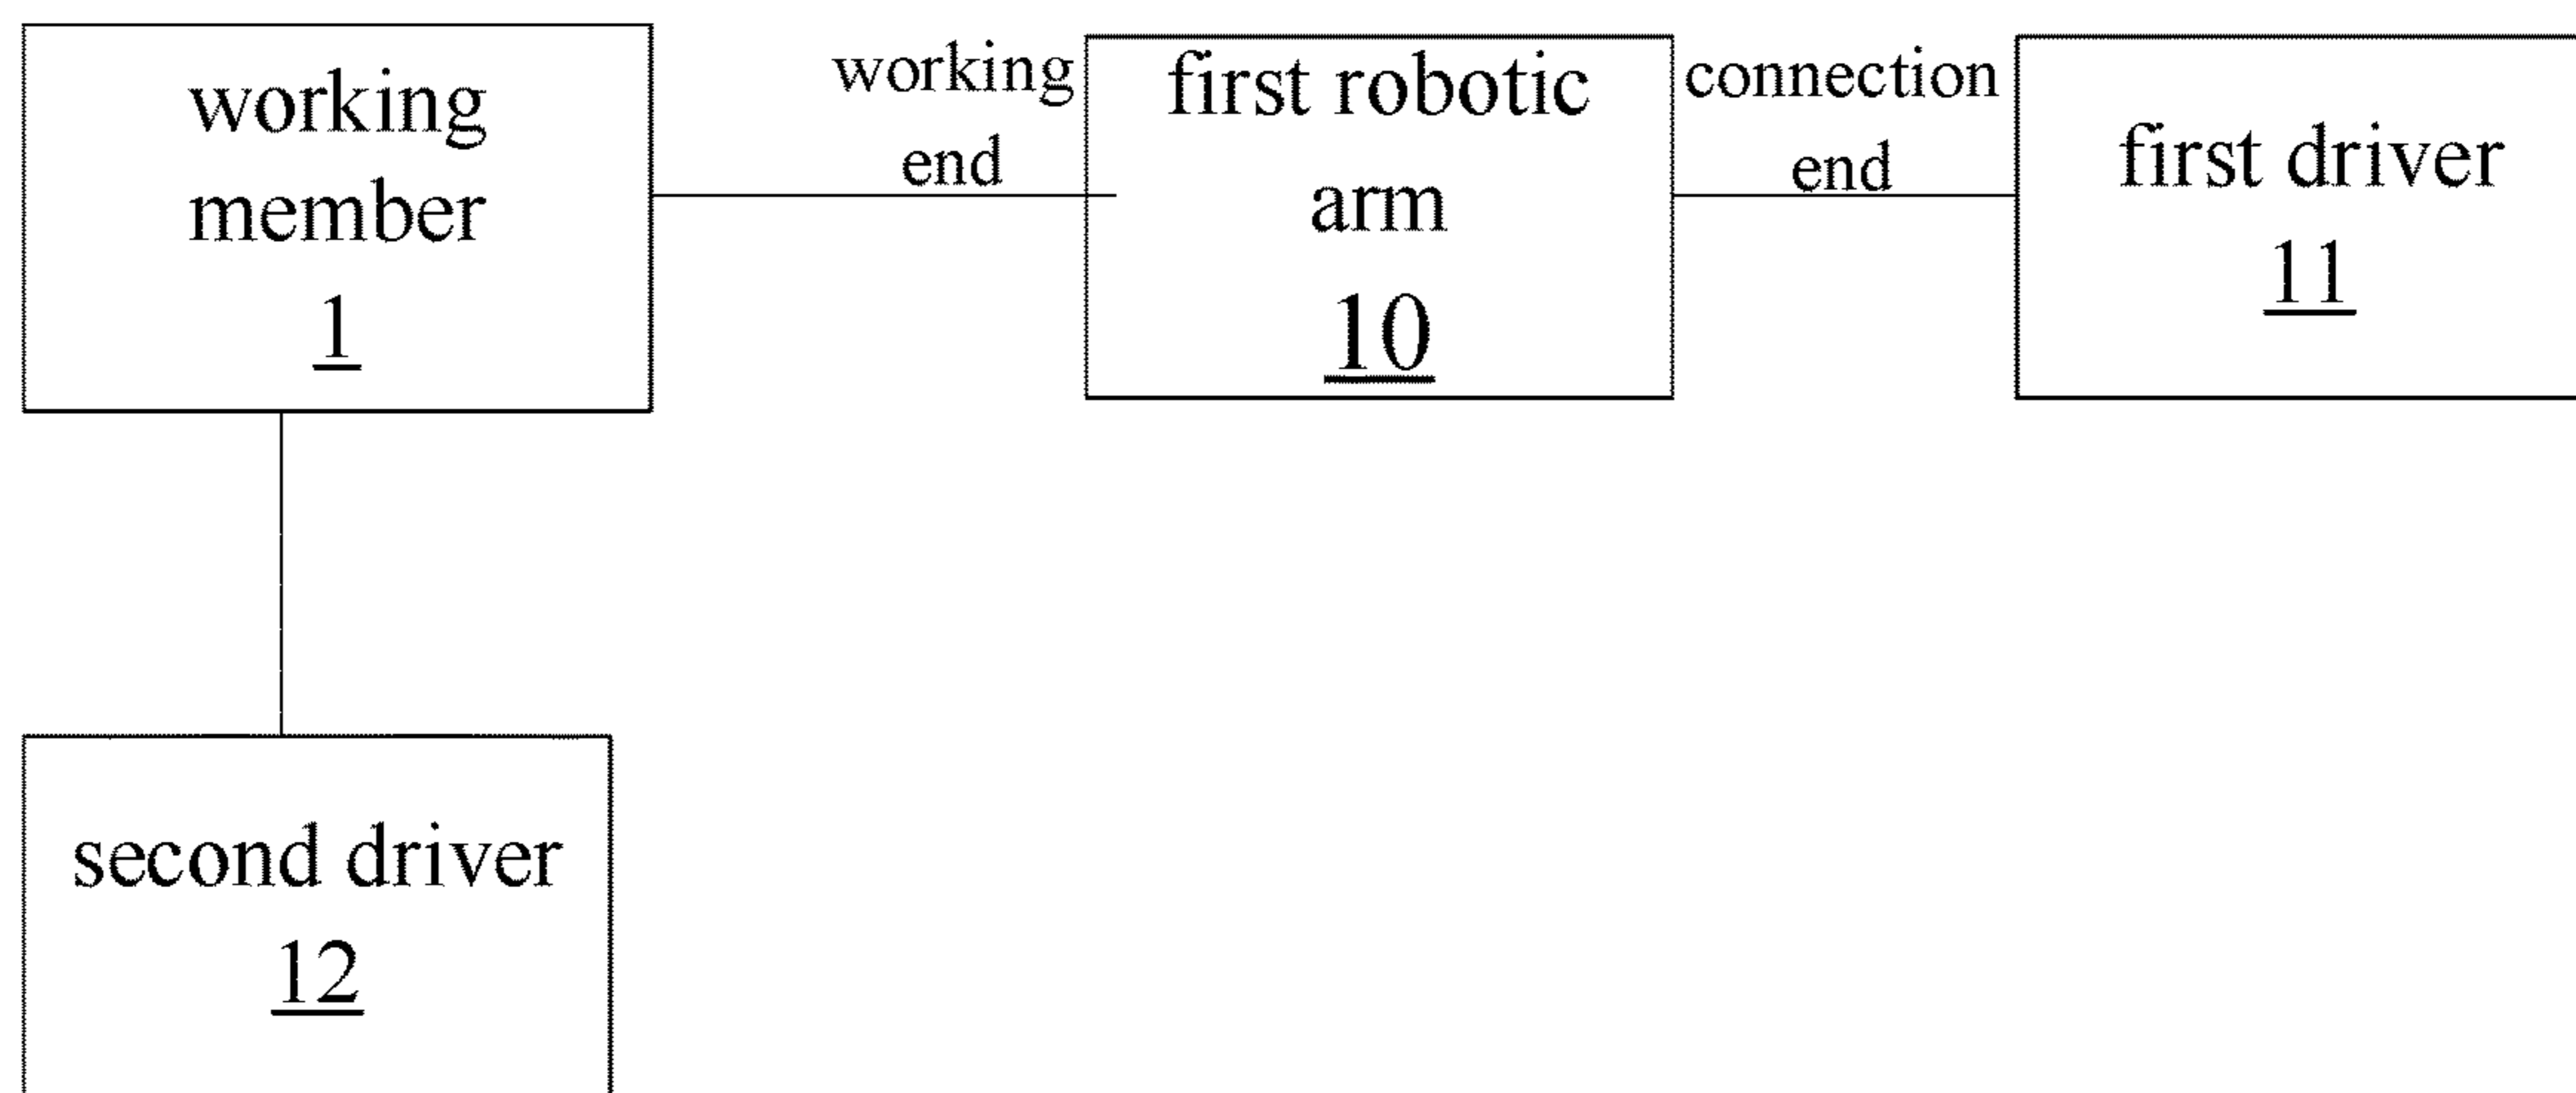 working
member
1
working
end
first robotic
arm
10
connection
end
first driver
11
second driver
12